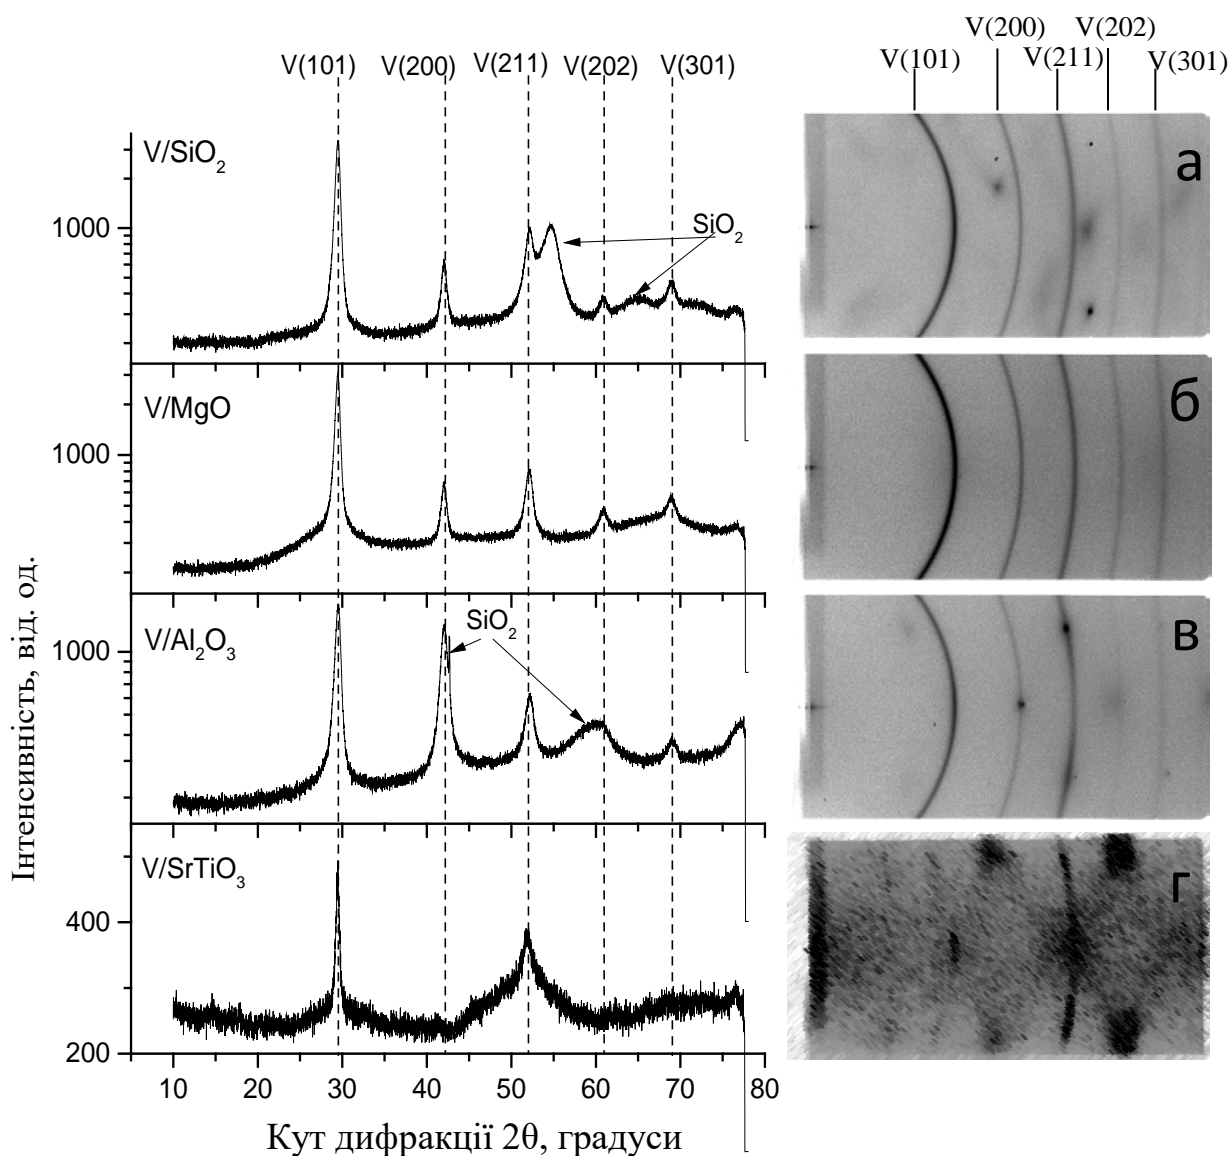 V(101) V(200) V(211) V(202) V(301)
V(200) V(202)
V(101) V(211) V(301)
V/SiO₂
SiO₂
1000
а
V/MgO
1000
б
V/Al₂O₃
SiO₂
1000
в
V/SrTiO₃
400
200
г
10 20 30 40 50 60 70 80
Кут дифракції 2θ, градуси
Інтенсивність, від. од.